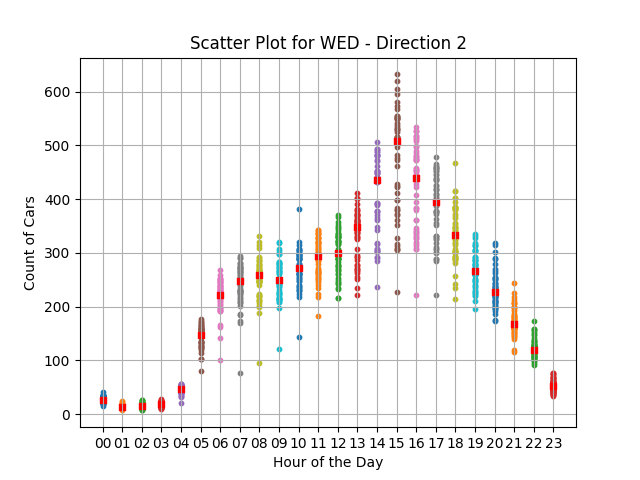 Scatter Plot for WED - Direction 2
Count of Cars
600
500
400
300
200
100
0
00 01 02 03 04 05 06 07 08 09 10 11 12 13 14 15 16 17 18 19 20 21 22 23
Hour of the Day